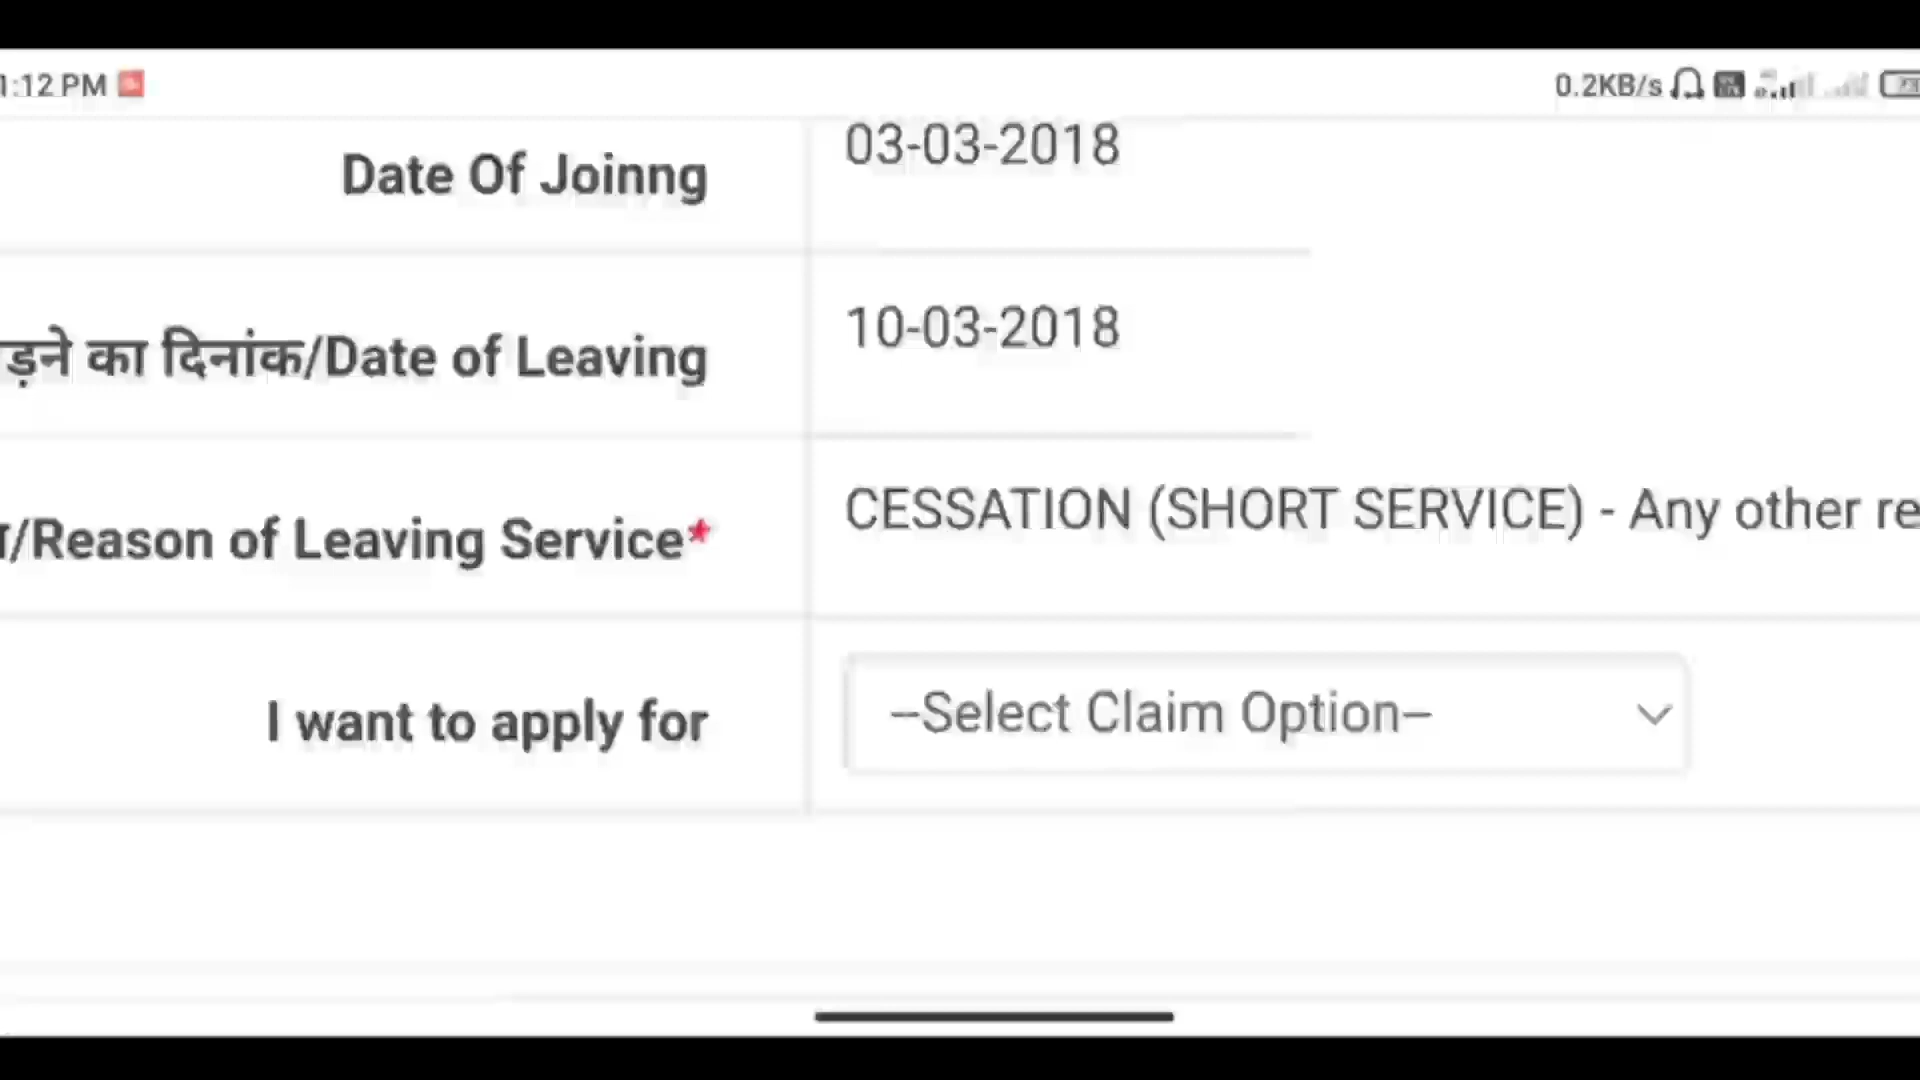 1:12 PM 0.2KB/s
Date Of Joinng 03-03-2018
ड़ने का दिनांक/Date of Leaving 10-03-2018
/Reason of Leaving Service* CESSATION (SHORT SERVICE) - Any other re
I want to apply for --Select Claim Option--